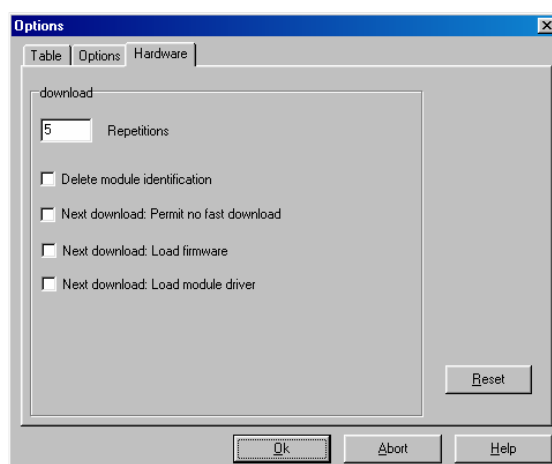 Options
Table Options Hardware
download
5 Repetitions
Delete module identification
Next download: Permit no fast download
Next download: Load firmware
Next download: Load module driver
Reset
Ok Abort Help